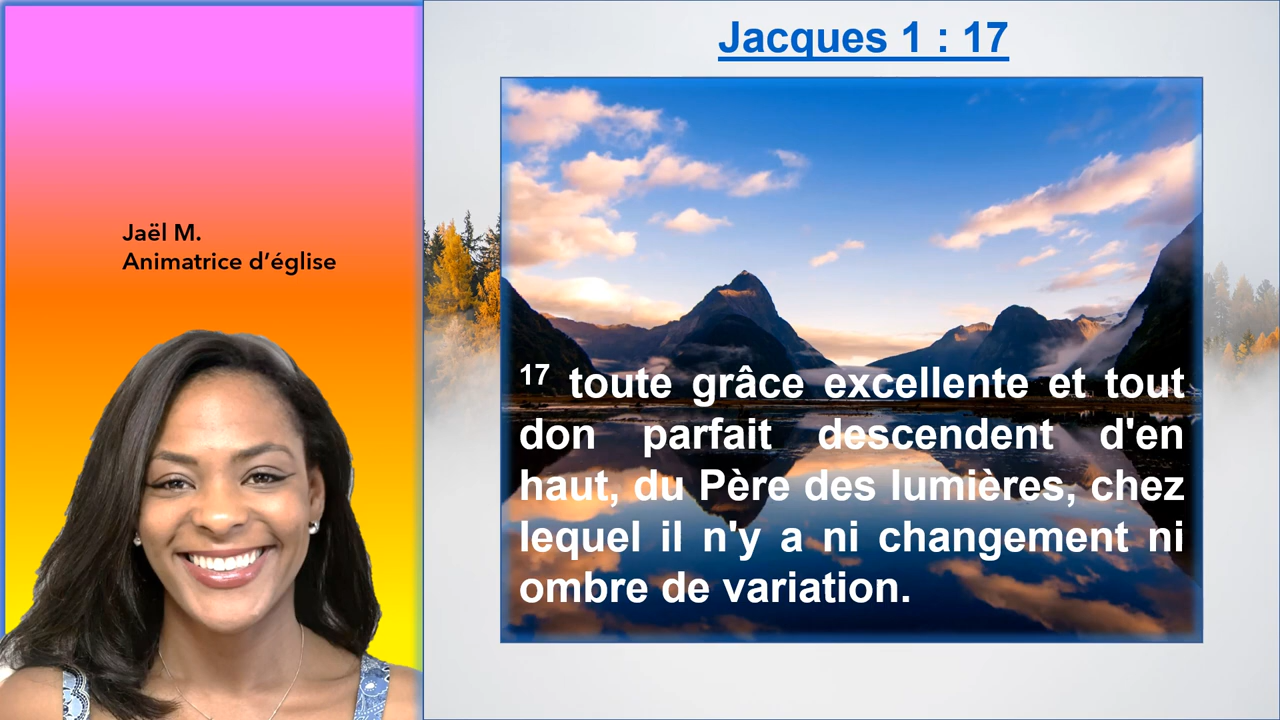 Jaël M.
Animatrice d’église
Jacques 1 : 17
17 toute grâce excellente et tout
don parfait descendent d'en
haut, du Père des lumières, chez
lequel il n'y a ni changement ni
ombre de variation.